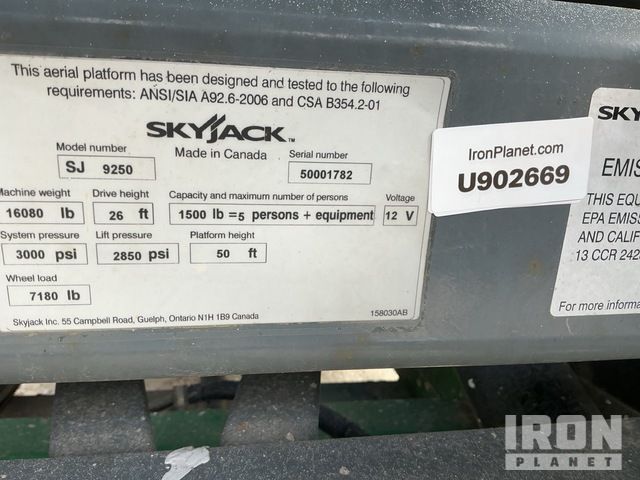 This aerial platform has been designed and tested to the following
requirements: ANSI/SIA A92.6-2006 and CSA B354.2-01
SKYJACK™
Made in Canada
Model number
SJ 9250
Serial number
50001782
Machine weight
16080 lb
Drive height
26 ft
Capacity and maximum number of persons
1500 lb =5 persons + equipment
Voltage
12 V
System pressure
3000 psi
Lift pressure
2850 psi
Platform height
50 ft
Wheel load
7180 lb
Skyjack Inc. 55 Campbell Road, Guelph, Ontario N1H 1B9 Canada
158030AB
IronPlanet.com
U902669
SKY
EMIS
THIS EQU
EPA EMISS
AND CALIF
13 CCR 242
For more informa
IRON
PLANET